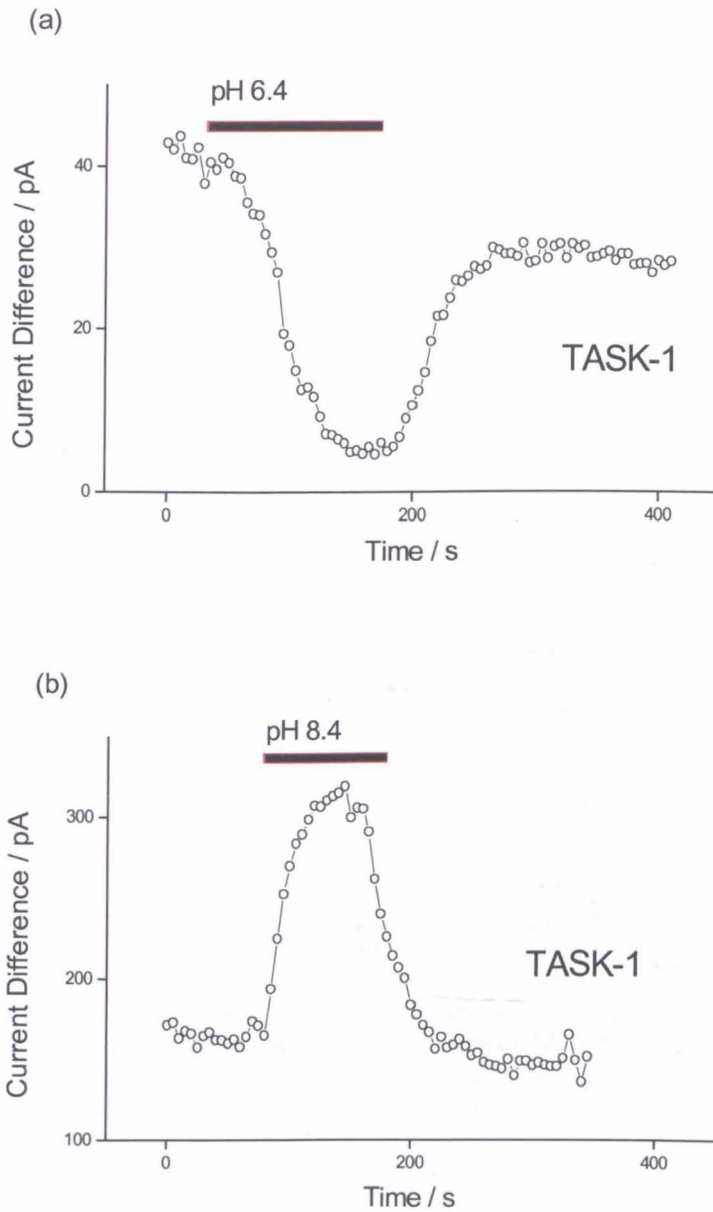 (a)
pH 6.4
40
20
0
Current Difference / pA
TASK-1
0 200 400
Time / s
(b)
pH 8.4
300
200
100
Current Difference / pA
TASK-1
0 200 400
Time / s